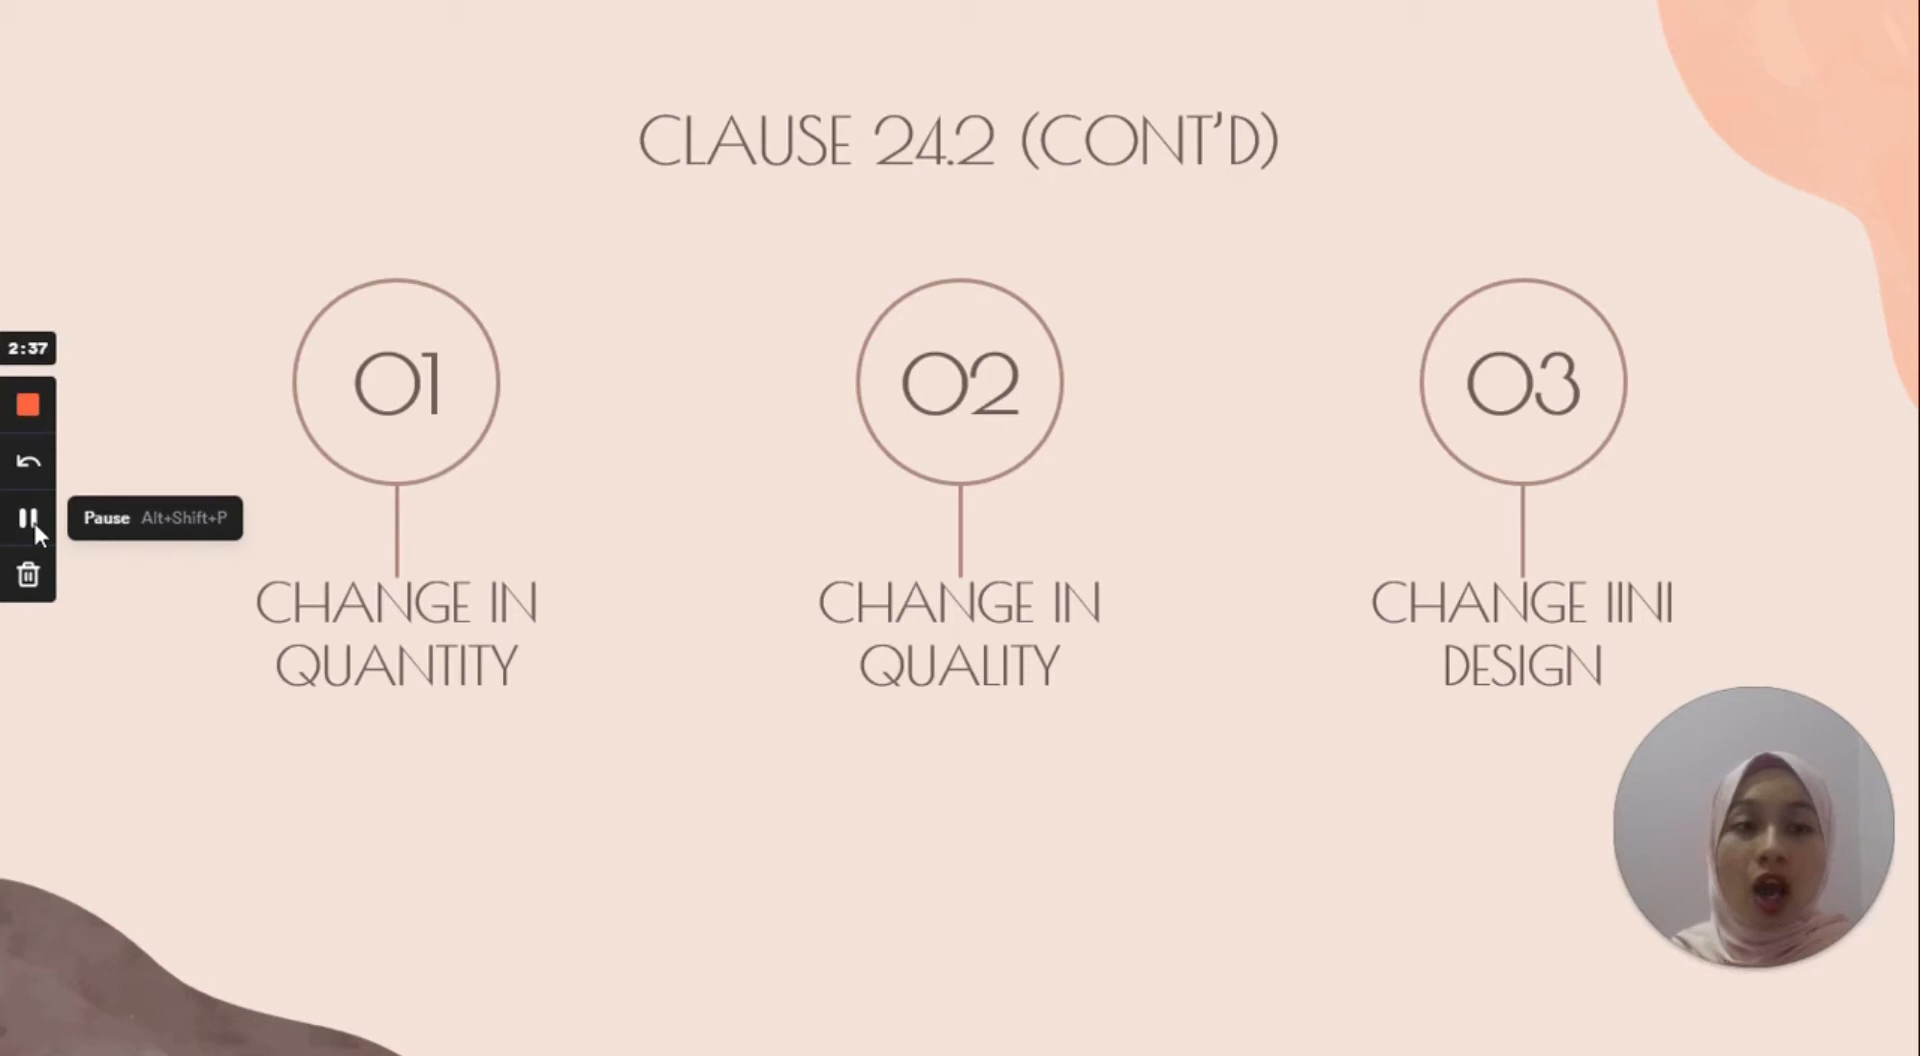 CLAUSE 24.2 (CONT'D)
01
02
03
2:37
Pause Alt+Shift+P
CHANGE IN
QUANTITY
CHANGE IN
QUALITY
CHANGE IINI
DESIGN